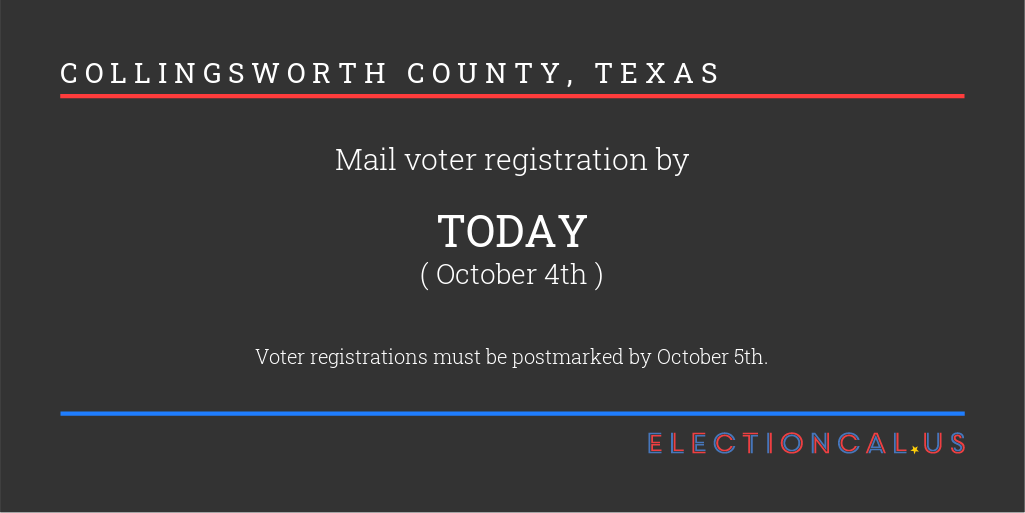 COLLINGSWORTH COUNTY, TEXAS
Mail voter registration by
TODAY
( October 4th )
Voter registrations must be postmarked by October 5th.
ELECTIONCAL.US